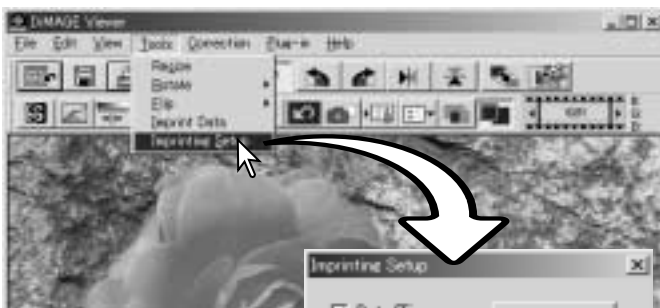 DiMAGE Viewer
File Edit View Tools Correction Plug-in Help
Resize
Rotate
Flip
Imprint Data
Imprinting Setup
Imprinting Setup